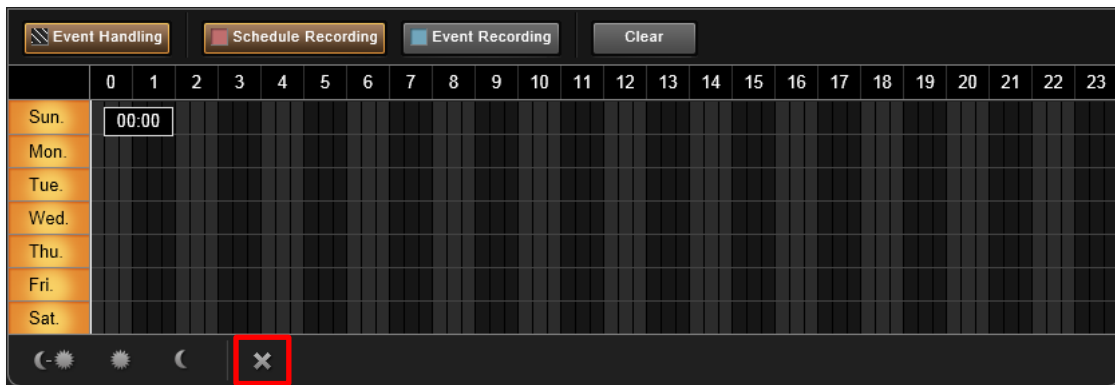 Event Handling Schedule Recording Event Recording Clear
0 1 2 3 4 5 6 7 8 9 10 11 12 13 14 15 16 17 18 19 20 21 22 23
Sun. 00:00
Mon.
Tue.
Wed.
Thu.
Fri.
Sat.